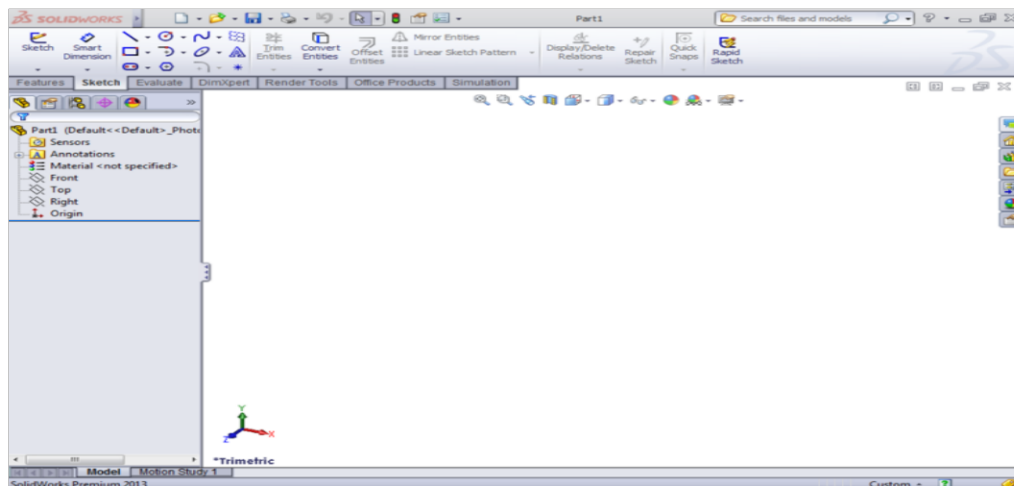 SOLIDWORKS
Part1
Search files and models
Sketch
Smart Dimension
Trim Entities
Convert Entities
Offset Entities
Mirror Entities
Linear Sketch Pattern
Display/Delete Relations
Repair Sketch
Quick Snaps
Rapid Sketch
Features Sketch Evaluate DimXpert Render Tools Office Products Simulation
Part1 (Default<<Default>_Phot
Sensors
Annotations
Material <not specified>
Front
Top
Right
Origin
Y
X
Z
*Trimetric
Model Motion Study 1
SolidWorks Premium 2013
Custom